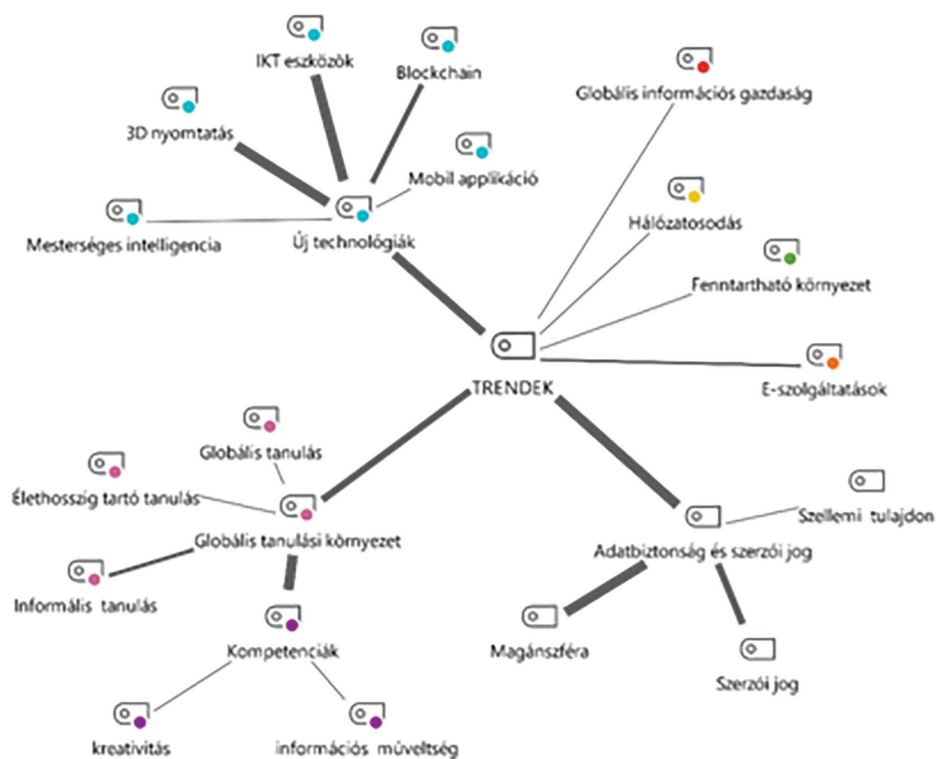 IKT eszközök
Blockchain
Globális információs gazdaság
3D nyomtatás
Mobil applikáció
Hálózatosodás
Mesterséges intelligencia
Új technológiák
Fenntartható környezet
TRENDEK
E-szolgáltatások
Globális tanulás
Élethosszig tartó tanulás
Szellemi tulajdon
Globális tanulási környezet
Adatbiztonság és szerzói jog
Informális tanulás
Kompetenciák
Magánszféra
Szerzói jog
kreativitás
információs műveltség